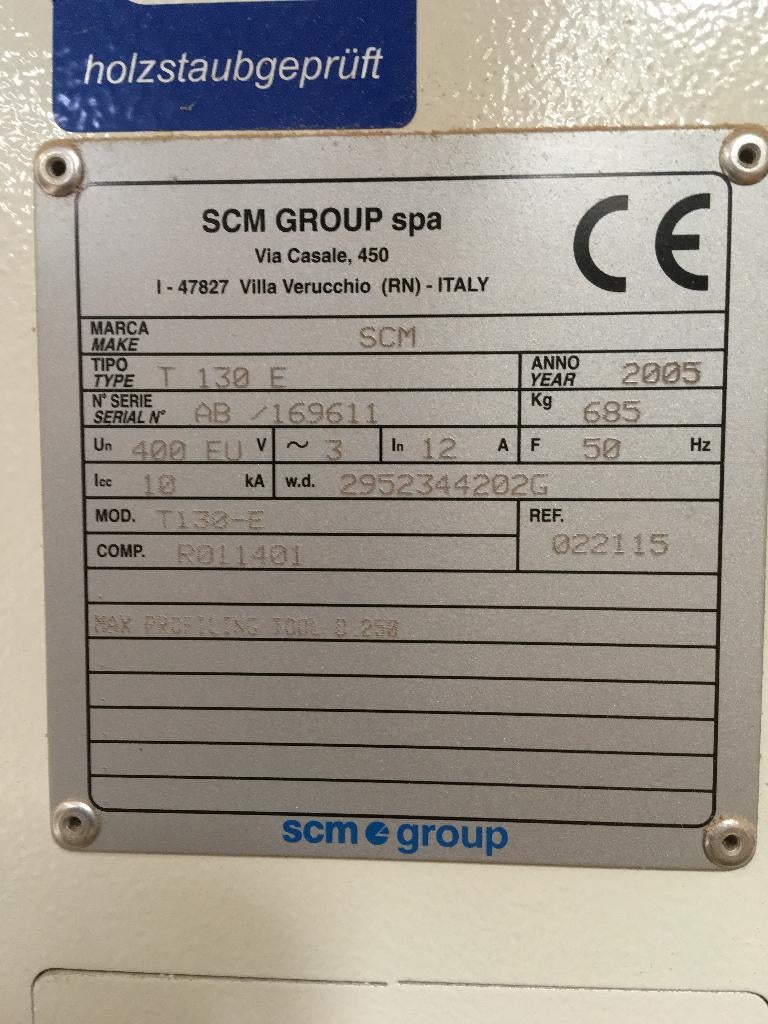 holzstaubgeprüft
SCM GROUP spa
Via Casale, 450
I - 47827 Villa Verucchio (RN) - ITALY
CE
MARCA
MAKE SCM
TIPO
TYPE T 130 E
ANNO
YEAR 2005
N° SERIE
SERIAL N° AB /169611
Kg 685
Un 400 EU V ~ 3 In 12 A F 50 Hz
Icc 10 kA w.d. 2952344202G
MOD. T130-E
REF. 022115
COMP. R011401
MAX PROFILING TOOL D.250
scm group